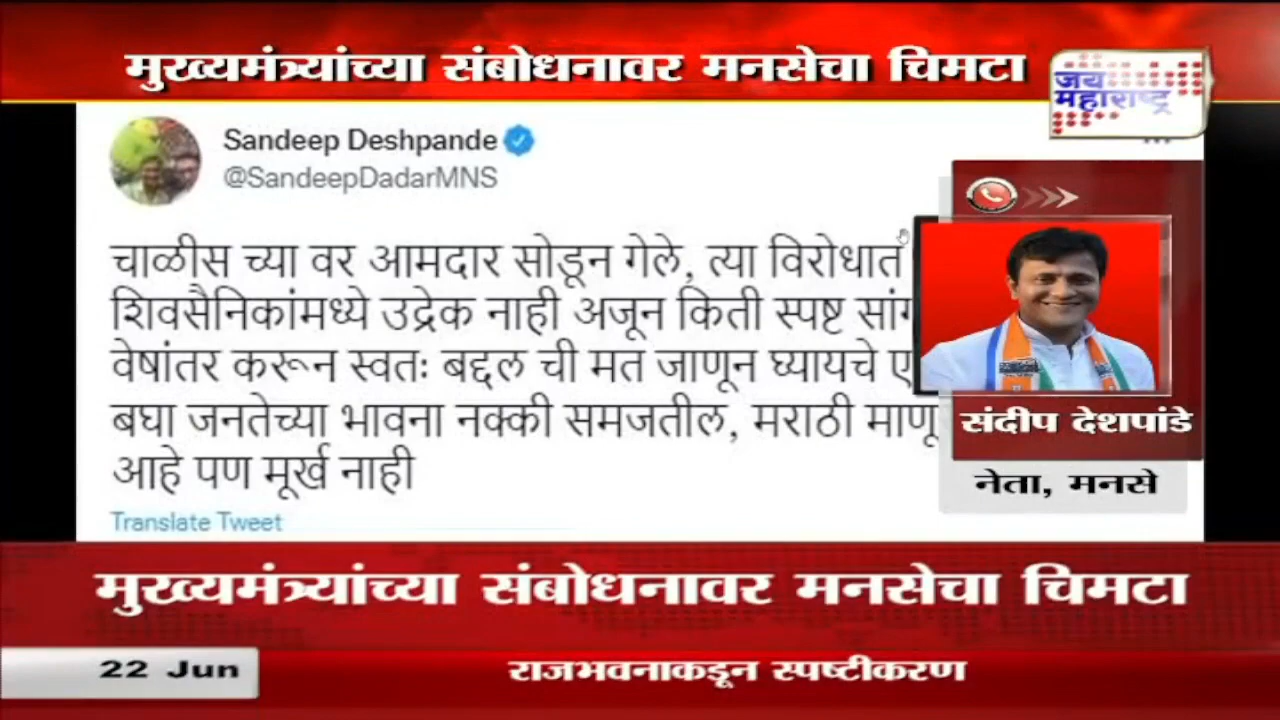 मुख्यमंत्र्यांच्या संबोधनावर मनसेचा चिमटा
जय
महाराष्ट्र
Sandeep Deshpande
@SandeepDadarMNS
चाळीस च्या वर आमदार सोडून गेले, त्या विरोधात
शिवसैनिकांमध्ये उद्रेक नाही अजून किती स्पष्ट
वेषांतर करून स्वतः बद्दल ची मत जाणून घ्यायचे
बघा जनतेच्या भावना नक्की समजतील, मराठी
आहे पण मूर्ख नाही
Translate Tweet
संदीप देशपांडे
नेता, मनसे
मुख्यमंत्र्यांच्या संबोधनावर मनसेचा चिमटा
22 Jun
राजभवनाकडून स्पष्टीकरण